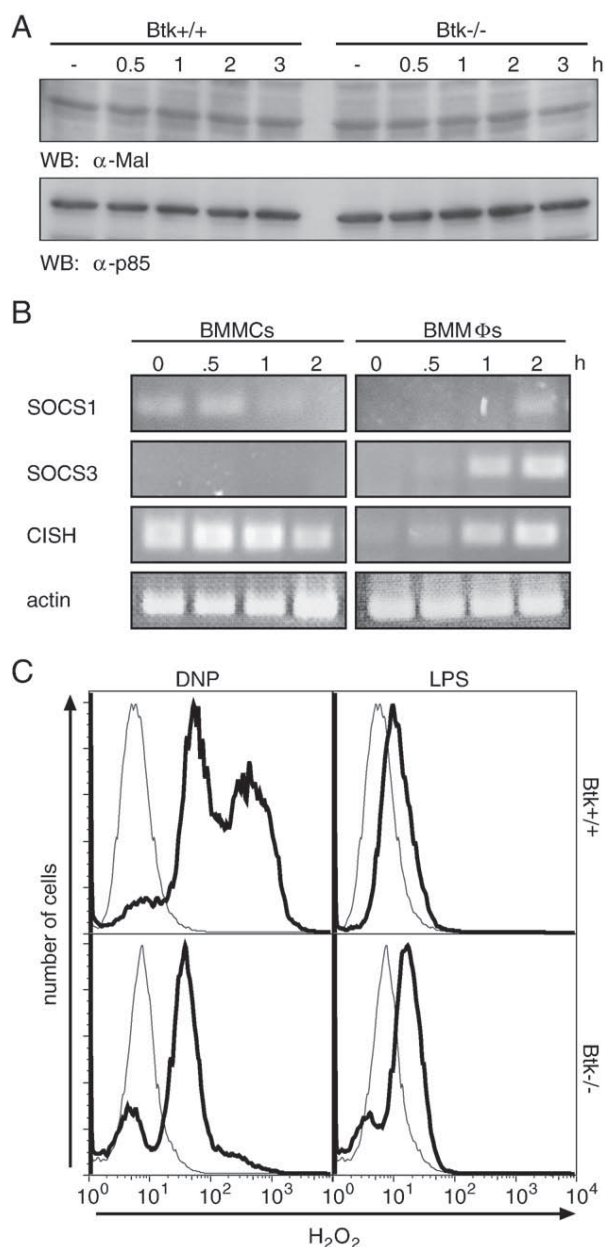 A
Btk+/+ Btk-/-
- 0.5 1 2 3 - 0.5 1 2 3 h
WB: α-Mal
WB: α-p85
B
BMMCs BMMΦs
0 .5 1 2 0 .5 1 2 h
SOCS1
SOCS3
CISH
actin
C
DNP LPS
number of cells
Btk+/+
Btk-/-
10⁰ 10¹ 10² 10³ 10⁰ 10¹ 10² 10³ 10⁴
H₂O₂